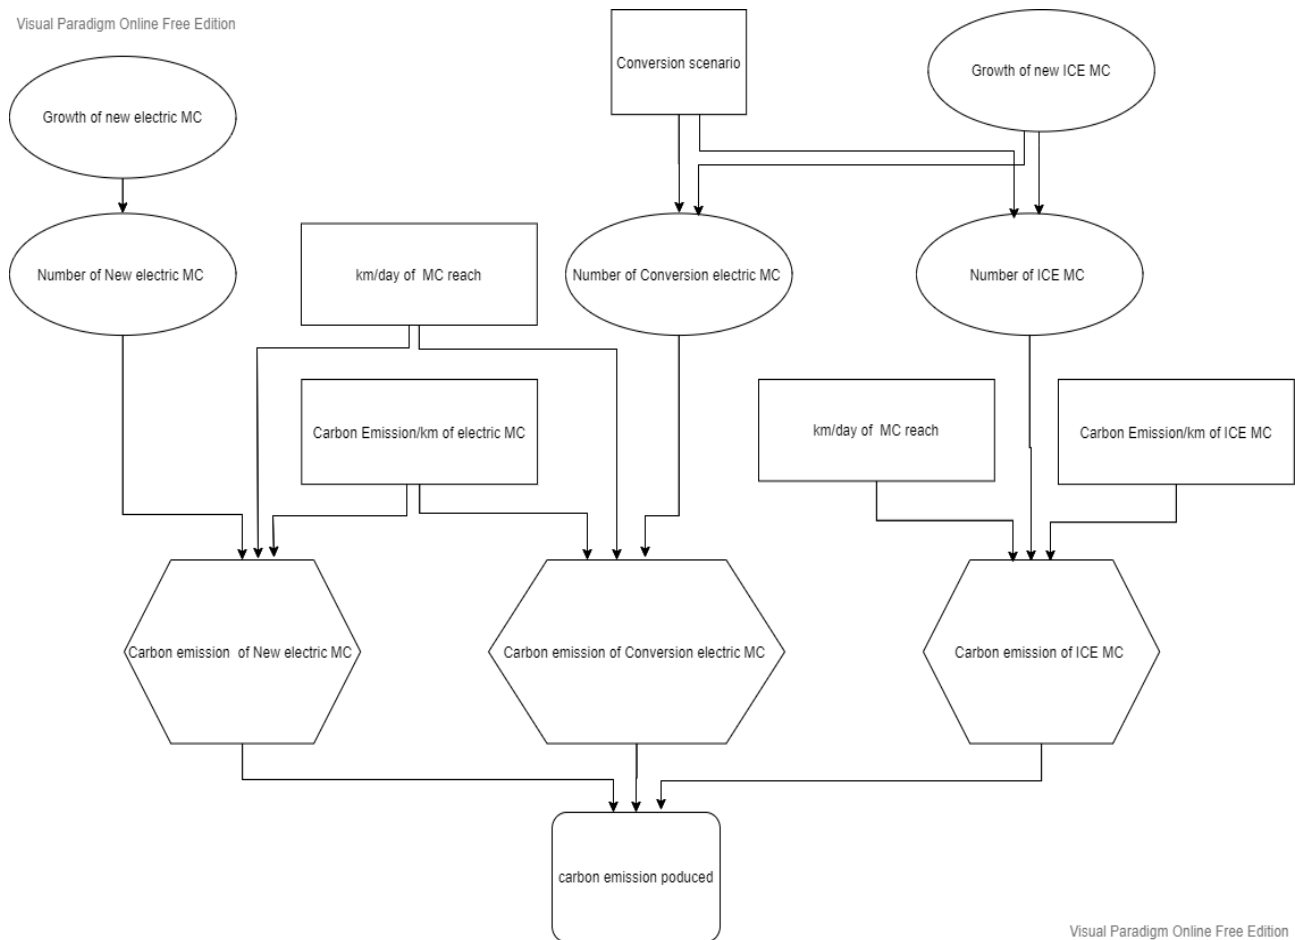 Visual Paradigm Online Free Edition
Conversion scenario
Growth of new ICE MC
Growth of new electric MC
Number of New electric MC
km/day of  MC reach
Number of Conversion electric MC
Number of ICE MC
Carbon Emission/km of electric MC
km/day of  MC reach
Carbon Emission/km of ICE MC
Carbon emission  of New electric MC
Carbon emission of Conversion electric MC
Carbon emission of ICE MC
carbon emission poduced
Visual Paradigm Online Free Edition